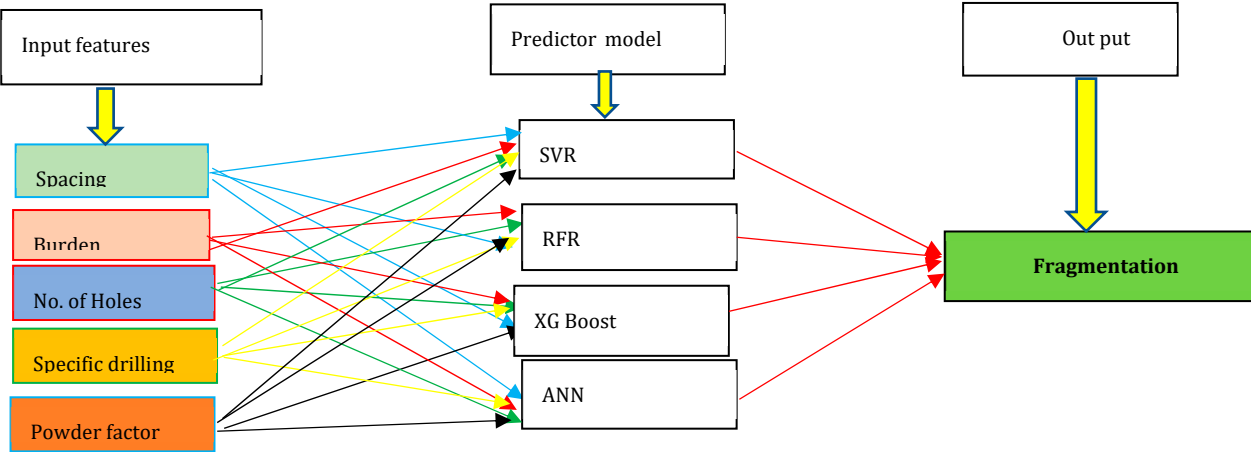 Input features
Predictor model
Out put
Spacing
Burden
No. of Holes
Specific drilling
Powder factor
SVR
RFR
XG Boost
ANN
Fragmentation